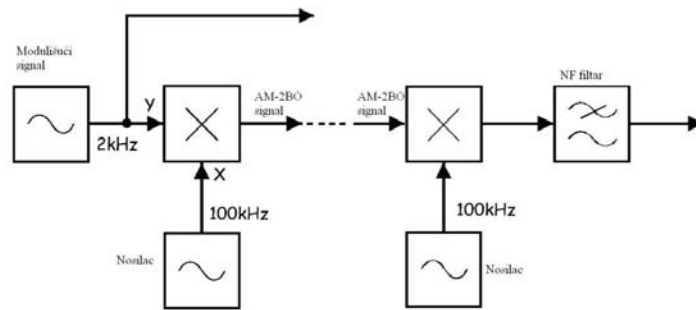 Modulišući
signal
Y
2kHz
AM-2BO
signal
X
100kHz
Nosilac
AM-2BO
signal
100kHz
Nosilac
NF filtar